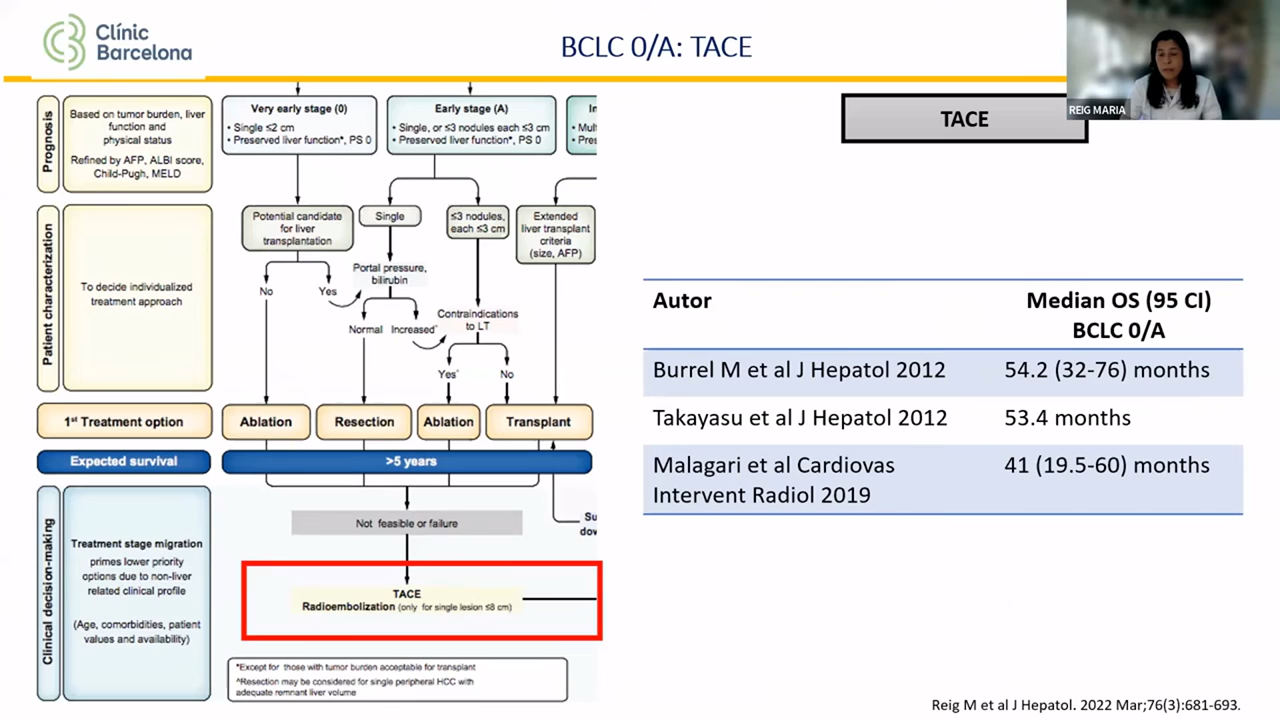 Clínic
Barcelona
BCLC 0/A: TACE
REIG MARIA
TACE
Prognosis
Based on tumor burden, liver
function and
physical status
Refined by AFP, ALBI score,
Child-Pugh, MELD
Very early stage (0)
• Single ≤2 cm
• Preserved liver function*, PS 0
Early stage (A)
• Single, or ≤3 nodules each ≤3 cm
• Preserved liver function*, PS 0
In
• Mult
• Pres
Patient characterization
To decide individualized
treatment approach
Potential candidate
for liver
transplantation
Single
≤3 nodules,
each ≤3 cm
Extended
liver transplant
criteria
(size, AFP)
Portal pressure,
bilirubin
No
Yes
Normal
Increased^
Contraindications
to LT
Yes*
No
1st Treatment option
Ablation
Resection
Ablation
Transplant
Expected survival
>5 years
Clinical decision-making
Treatment stage migration
primes lower priority
options due to non-liver
related clinical profile
(Age, comorbidities, patient
values and availability)
Not feasible or failure
Su
dow
TACE
Radioembolization (only for single lesion ≤8 cm)
*Except for those with tumor burden acceptable for transplant
^Resection may be considered for single peripheral HCC with
adequate remnant liver volume
Autor
Median OS (95 CI)
BCLC 0/A
Burrel M et al J Hepatol 2012
54.2 (32-76) months
Takayasu et al J Hepatol 2012
53.4 months
Malagari et al Cardiovas
Intervent Radiol 2019
41 (19.5-60) months
Reig M et al J Hepatol. 2022 Mar;76(3):681-693.